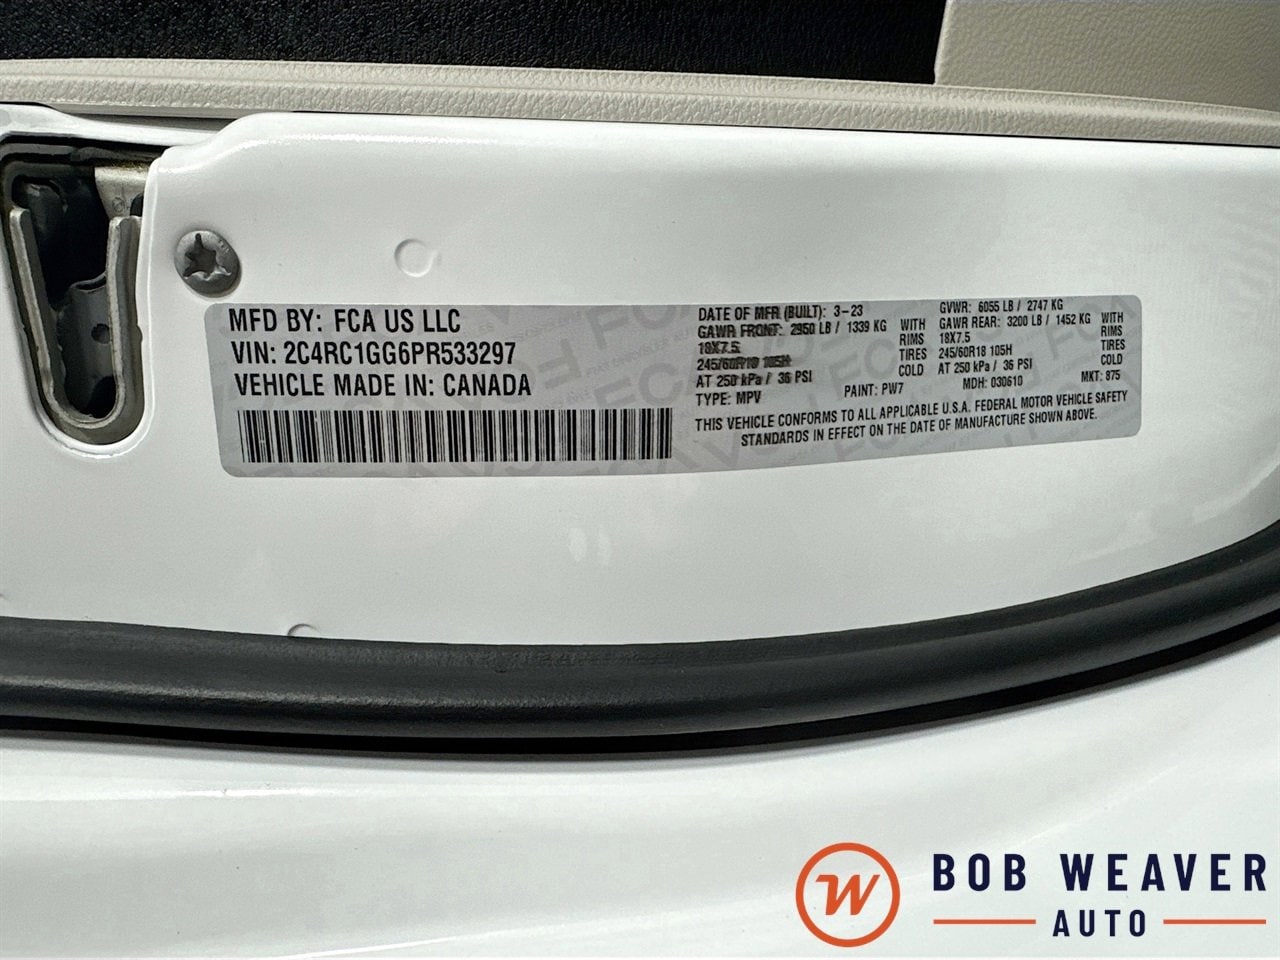 MFD BY: FCA US LLC
VIN: 2C4RC1GG6PR533297
VEHICLE MADE IN: CANADA
DATE OF MFR (BUILT): 3-23
GAWR FRONT: 2950 LB / 1339 KG WITH
18X7.5 RIMS
245/60R18 105H TIRES
AT 250 kPa / 36 PSI COLD
TYPE: MPV PAINT: PW7
GVWR: 6055 LB / 2747 KG
GAWR REAR: 3200 LB / 1452 KG WITH
18X7.5 RIMS
245/60R18 105H TIRES
AT 250 kPa / 36 PSI COLD
MDH: 030610 MKT: 875
THIS VEHICLE CONFORMS TO ALL APPLICABLE U.S.A. FEDERAL MOTOR VEHICLE SAFETY
STANDARDS IN EFFECT ON THE DATE OF MANUFACTURE SHOWN ABOVE.
W BOB WEAVER
AUTO